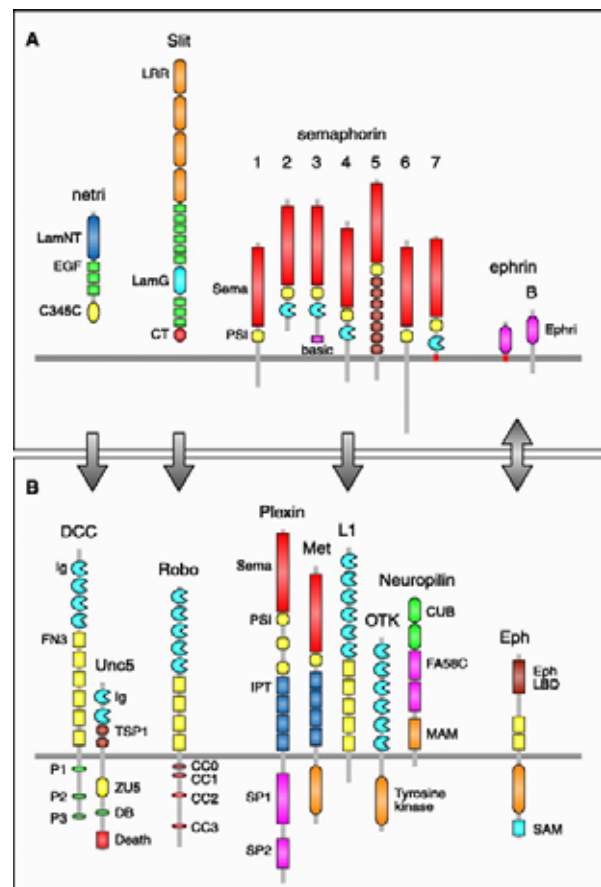 A
Slit
LRR
semaphorin
1 2 3 4 5 6 7
netri
LamNT
EGF
LamG
C345C
CT
Sema
PSI
basic
ephrin
B
Ephri
B
DCC
Ig
FN3
Unc5
Ig
TSP1
P1
P2
P3
ZU5
DB
Death
Robo
CC0
CC1
CC2
CC3
Plexin
Sema
PSI
IPT
SP1
SP2
Met
L1
OTK
Tyrosine
kinase
Neuropilin
CUB
FA58C
MAM
Eph
Eph
LBD
SAM